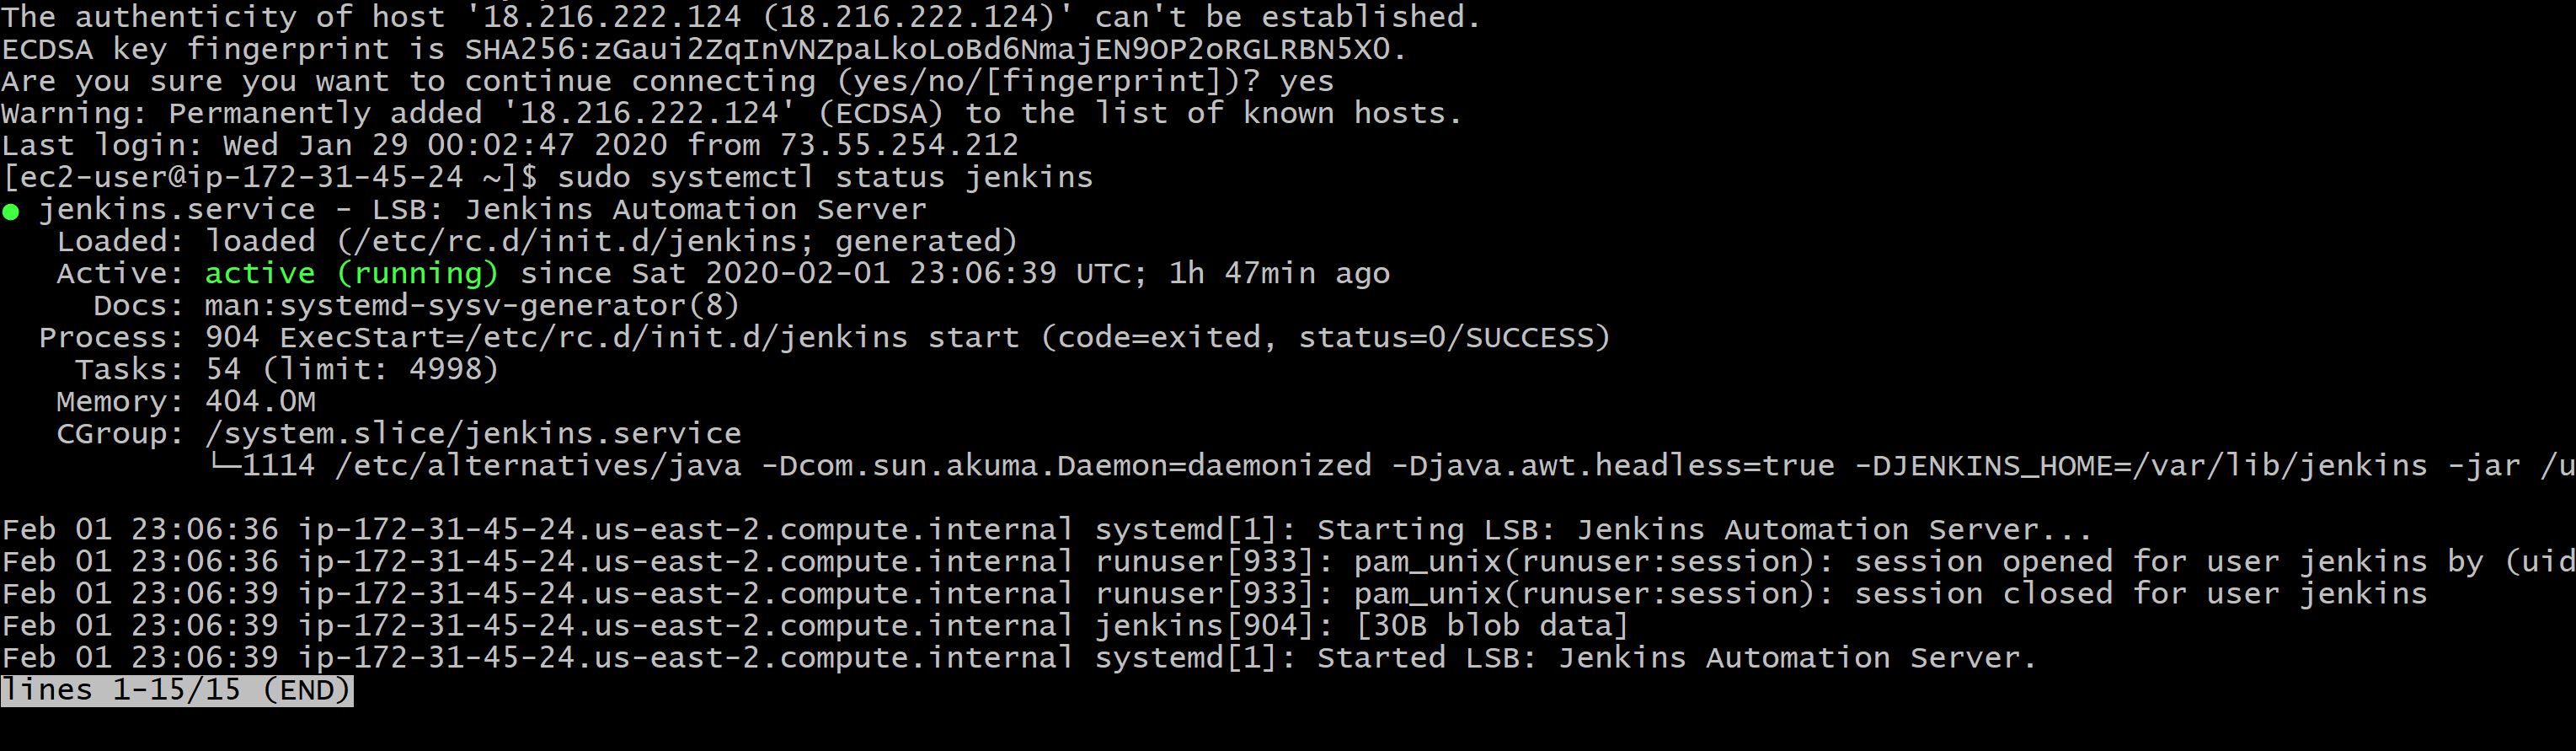 The authenticity of host '18.216.222.124 (18.216.222.124)' can't be established.
ECDSA key fingerprint is SHA256:zGaui2ZqInVNZpaLkoLoBd6NmajEN9OP2oRGLRBN5X0.
Are you sure you want to continue connecting (yes/no/[fingerprint])? yes
Warning: Permanently added '18.216.222.124' (ECDSA) to the list of known hosts.
Last login: Wed Jan 29 00:02:47 2020 from 73.55.254.212
[ec2-user@ip-172-31-45-24 ~]$ sudo systemctl status jenkins
● jenkins.service - LSB: Jenkins Automation Server
   Loaded: loaded (/etc/rc.d/init.d/jenkins; generated)
   Active: active (running) since Sat 2020-02-01 23:06:39 UTC; 1h 47min ago
     Docs: man:systemd-sysv-generator(8)
  Process: 904 ExecStart=/etc/rc.d/init.d/jenkins start (code=exited, status=0/SUCCESS)
    Tasks: 54 (limit: 4998)
   Memory: 404.0M
   CGroup: /system.slice/jenkins.service
           └─1114 /etc/alternatives/java -Dcom.sun.akuma.Daemon=daemonized -Djava.awt.headless=true -DJENKINS_HOME=/var/lib/jenkins -jar /u
Feb 01 23:06:36 ip-172-31-45-24.us-east-2.compute.internal systemd[1]: Starting LSB: Jenkins Automation Server...
Feb 01 23:06:36 ip-172-31-45-24.us-east-2.compute.internal runuser[933]: pam_unix(runuser:session): session opened for user jenkins by (uid
Feb 01 23:06:39 ip-172-31-45-24.us-east-2.compute.internal runuser[933]: pam_unix(runuser:session): session closed for user jenkins
Feb 01 23:06:39 ip-172-31-45-24.us-east-2.compute.internal jenkins[904]: [30B blob data]
Feb 01 23:06:39 ip-172-31-45-24.us-east-2.compute.internal systemd[1]: Started LSB: Jenkins Automation Server.
lines 1-15/15 (END)